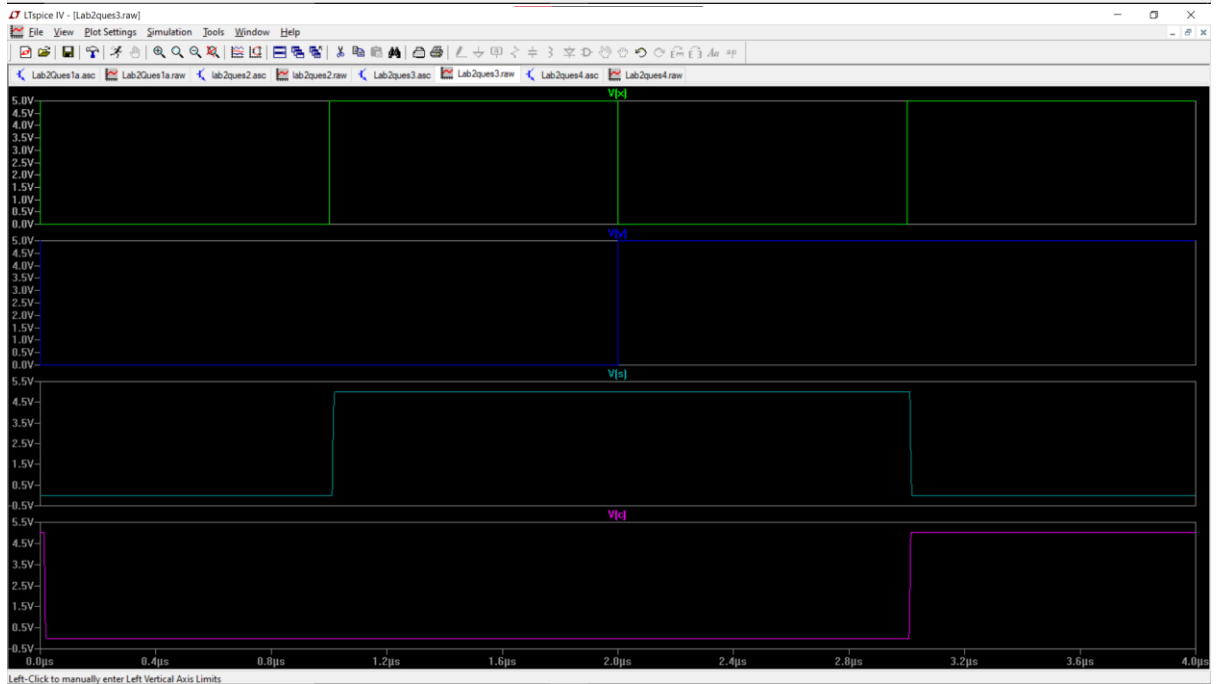 LTspice IV - [Lab2ques3.raw]
File View Plot Settings Simulation Tools Window Help
Lab2Ques1a.asc Lab2Ques1a.raw lab2ques2.asc lab2ques2.raw Lab2ques3.asc Lab2ques3.raw Lab2ques4.asc Lab2ques4.raw
V(x)
5.0V
4.5V
4.0V
3.5V
3.0V
2.5V
2.0V
1.5V
1.0V
0.5V
0.0V
V(y)
5.0V
4.5V
4.0V
3.5V
3.0V
2.5V
2.0V
1.5V
1.0V
0.5V
0.0V
V(s)
5.5V
4.5V
3.5V
2.5V
1.5V
0.5V
-0.5V
V(c)
5.5V
4.5V
3.5V
2.5V
1.5V
0.5V
-0.5V
0.0µs 0.4µs 0.8µs 1.2µs 1.6µs 2.0µs 2.4µs 2.8µs 3.2µs 3.6µs 4.0µs
Left-Click to manually enter Left Vertical Axis Limits